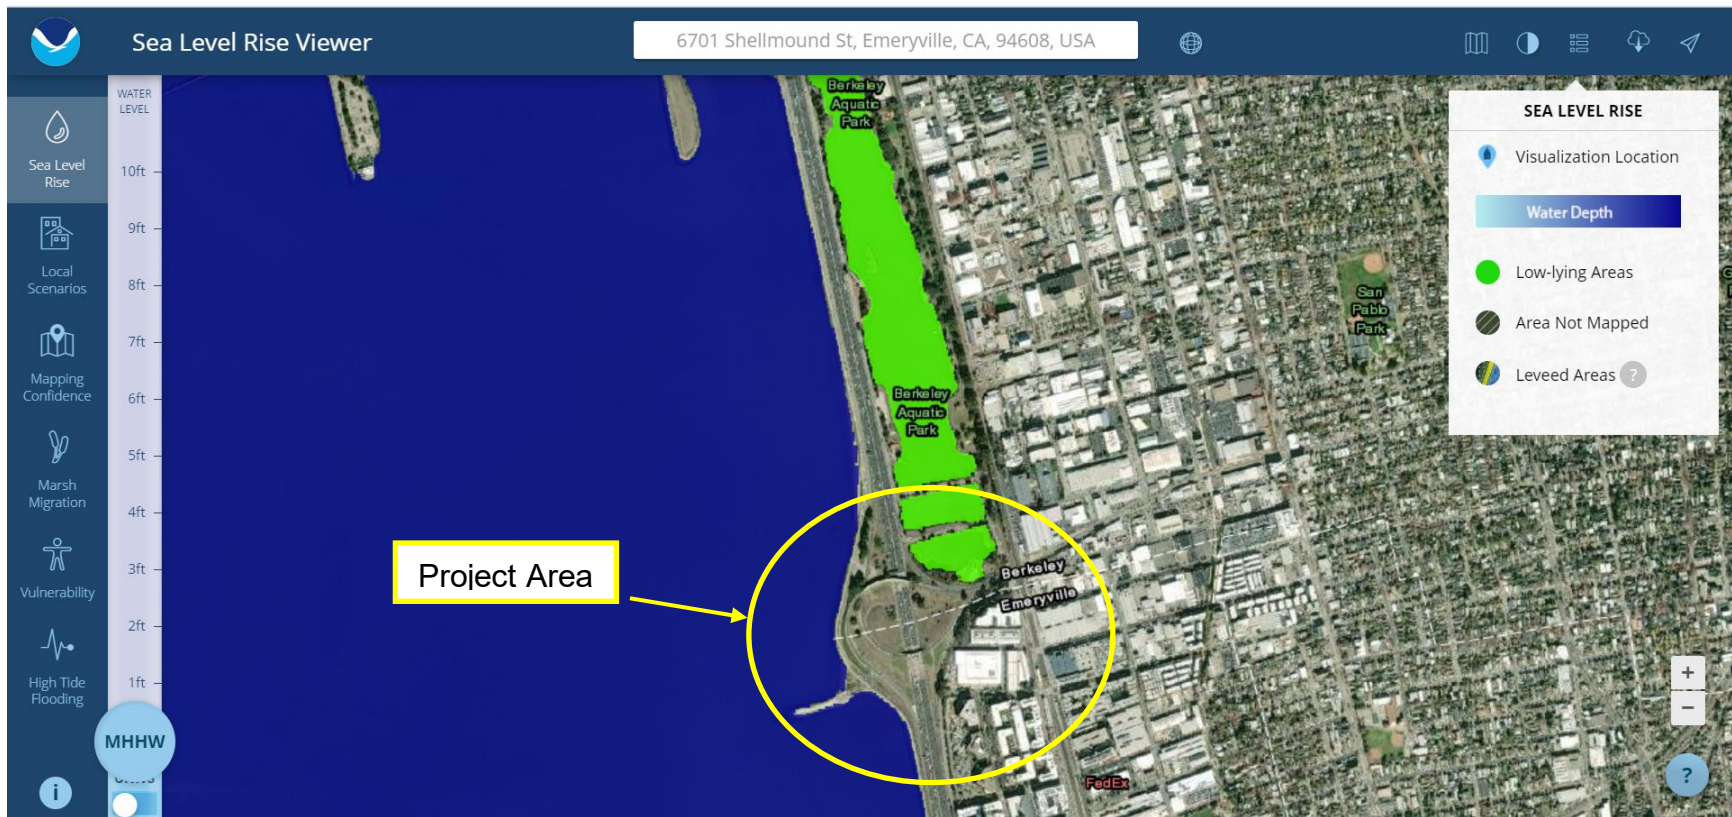 Sea Level Rise Viewer
6701 Shellmound St, Emeryville, CA, 94608, USA
Sea Level
Rise
Local
Scenarios
Mapping
Confidence
Marsh
Migration
Vulnerability
High Tide
Flooding
i
WATER
LEVEL
10ft
9ft
8ft
7ft
6ft
5ft
4ft
3ft
2ft
1ft
MHHW
Berkeley
Aquatic
Park
Berkeley
Aquatic
Park
San
Pablo
Park
Berkeley
Emeryville
FedEx
Project Area
SEA LEVEL RISE
Visualization Location
Water Depth
Low-lying Areas
Area Not Mapped
Leveed Areas ?
+
−
?